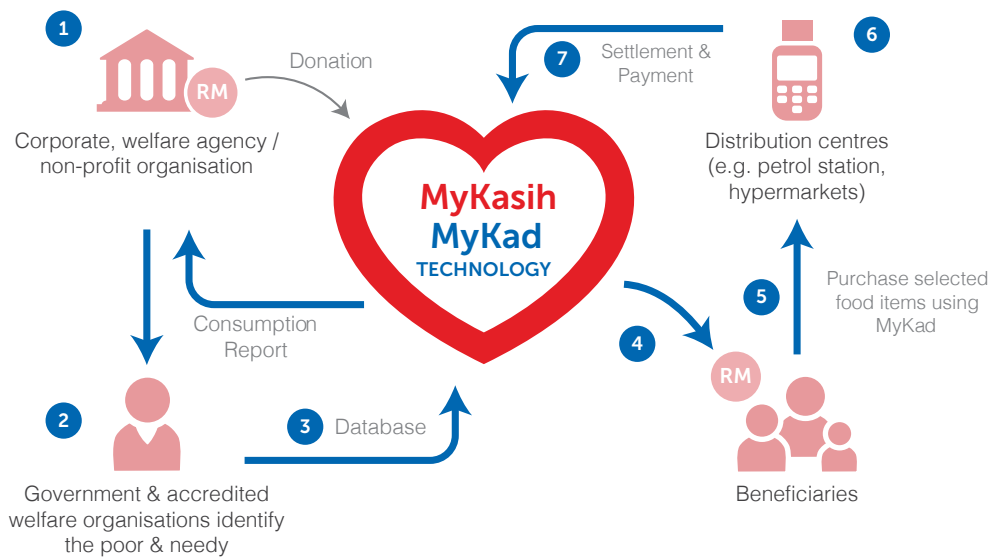 1
RM
Corporate, welfare agency /
non-profit organisation
Donation
MyKasih
MyKad
TECHNOLOGY
Consumption
Report
2
Government & accredited
welfare organisations identify
the poor & needy
3 Database
4
RM
Beneficiaries
5
Purchase selected
food items using
MyKad
6
Distribution centres
(e.g. petrol station,
hypermarkets)
7
Settlement &
Payment